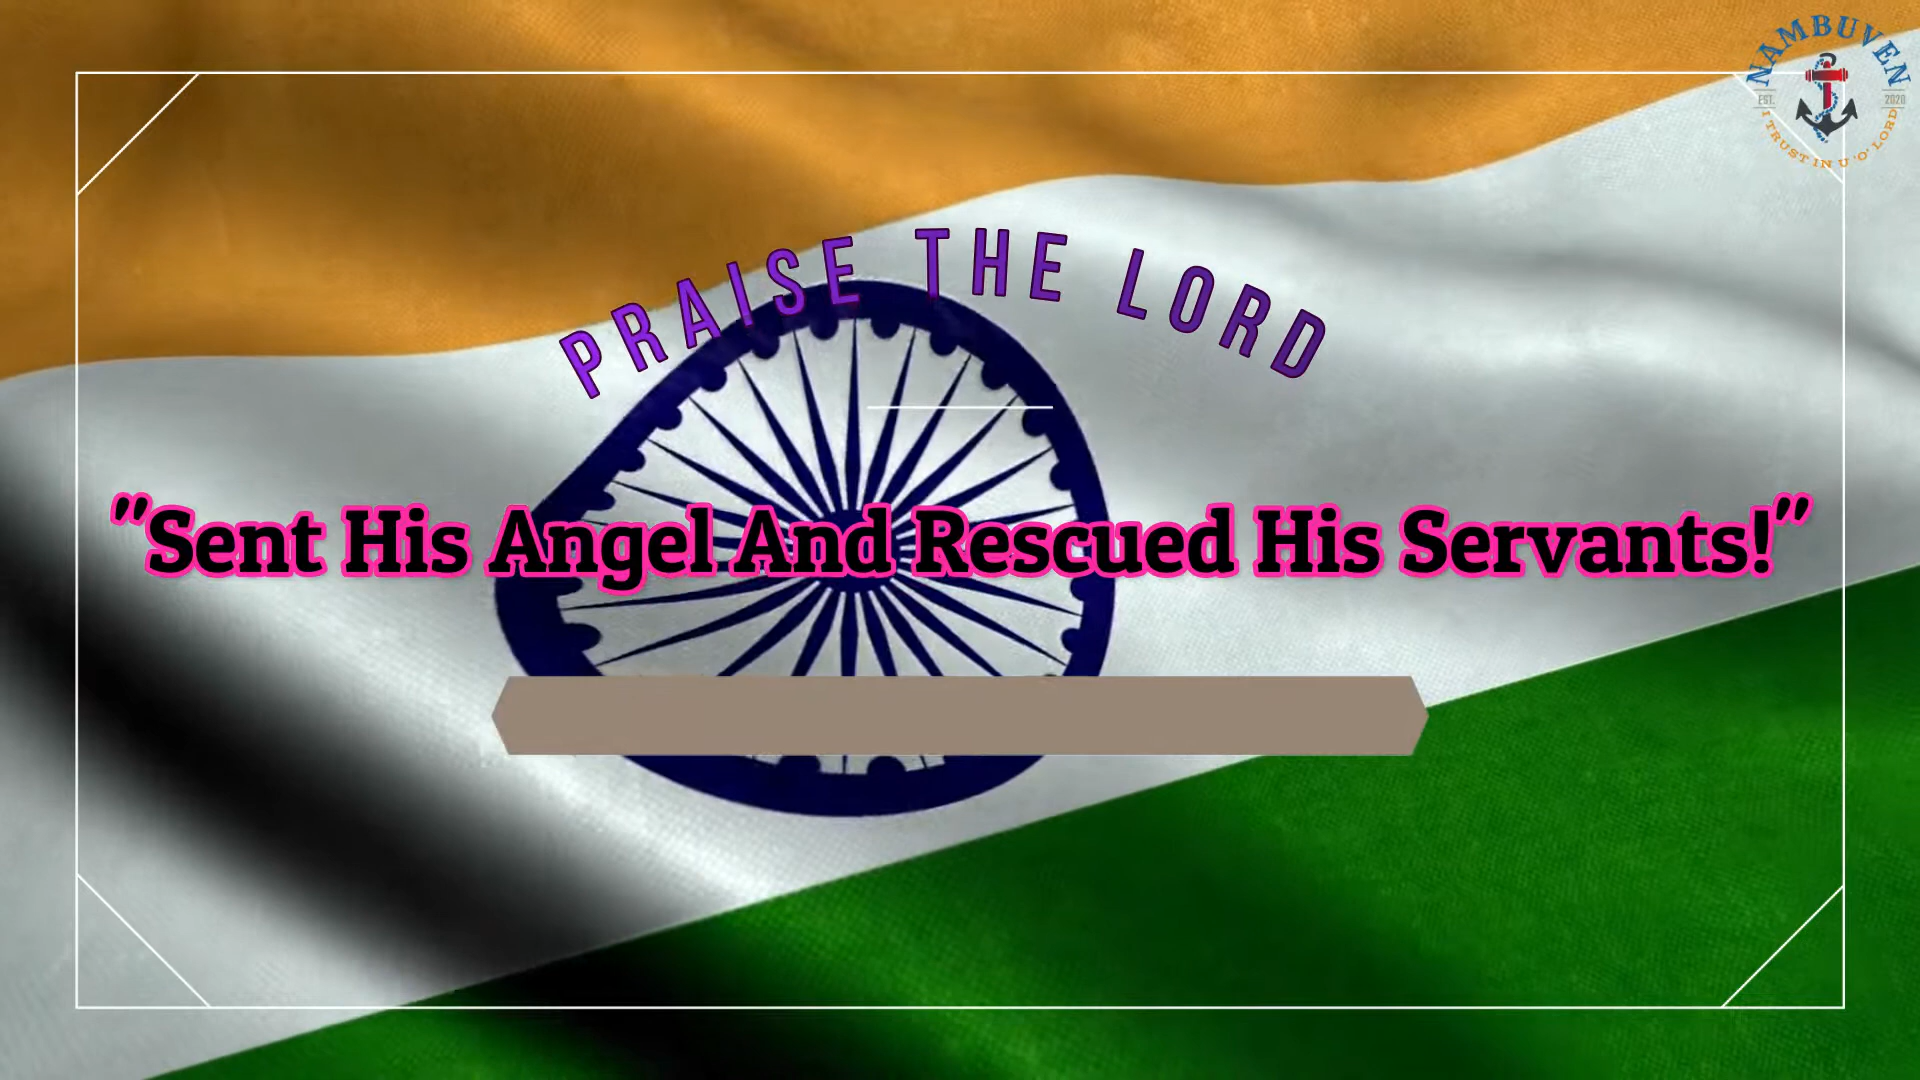 NAMBUVEN
EST. 2020
I TRUST IN U 'O' LORD
PRAISE THE LORD
"Sent His Angel And Rescued His Servants!"